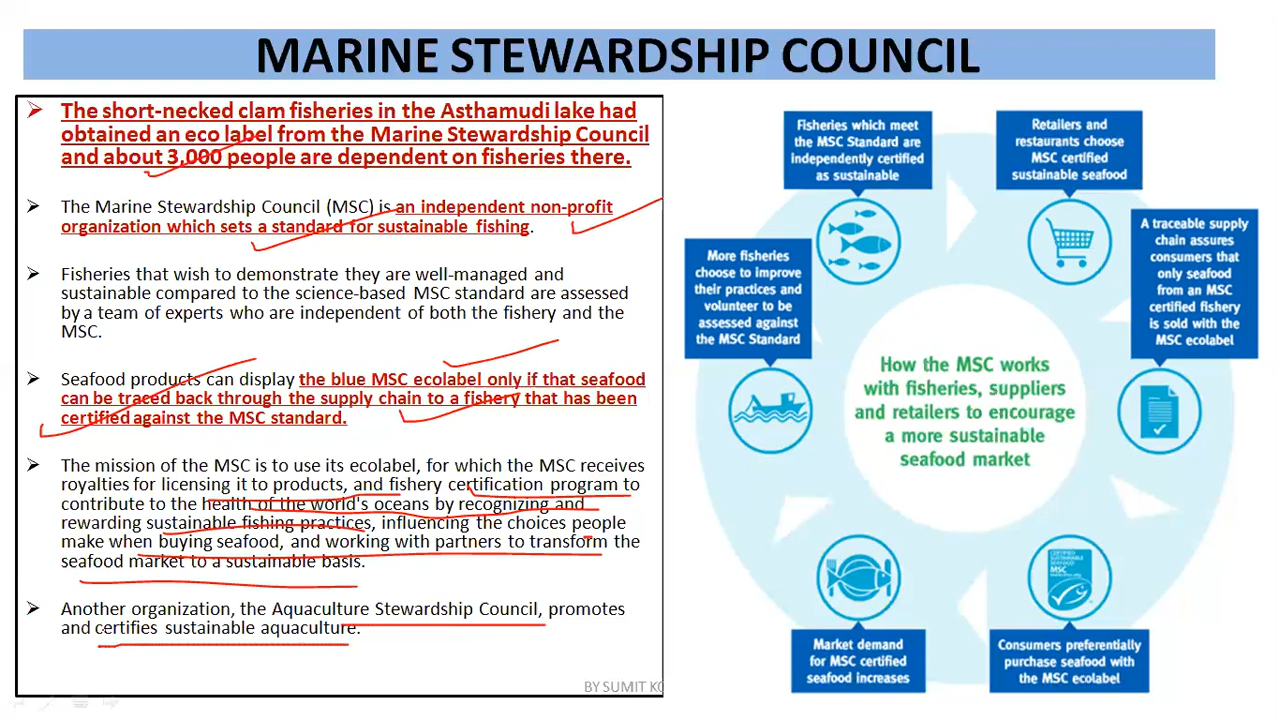 MARINE STEWARDSHIP COUNCIL
The short-necked clam fisheries in the Asthamudi lake had
obtained an eco label from the Marine Stewardship Council
and about 3,000 people are dependent on fisheries there.
The Marine Stewardship Council (MSC) is an independent non-profit
organization which sets a standard for sustainable fishing.
Fisheries that wish to demonstrate they are well-managed and
sustainable compared to the science-based MSC standard are assessed
by a team of experts who are independent of both the fishery and the
MSC.
Seafood products can display the blue MSC ecolabel only if that seafood
can be traced back through the supply chain to a fishery that has been
certified against the MSC standard.
The mission of the MSC is to use its ecolabel, for which the MSC receives
royalties for licensing it to products, and fishery certification program to
contribute to the health of the world's oceans by recognizing and
rewarding sustainable fishing practices, influencing the choices people
make when buying seafood, and working with partners to transform the
seafood market to a sustainable basis.
Another organization, the Aquaculture Stewardship Council, promotes
and certifies sustainable aquaculture.
BY SUMIT KO
Fisheries which meet
the MSC Standard are
independently certified
as sustainable
Retailers and
restaurants choose
MSC certified
sustainable seafood
A traceable supply
chain assures
consumers that
only seafood
from an MSC
certified fishery
is sold with the
MSC ecolabel
Consumers preferentially
purchase seafood with
the MSC ecolabel
Market demand
for MSC certified
seafood increases
More fisheries
choose to improve
their practices and
volunteer to be
assessed against
the MSC Standard
How the MSC works
with fisheries, suppliers
and retailers to encourage
a more sustainable
seafood market
CERTIFIED
SUSTAINABLE
SEAFOOD
MSC